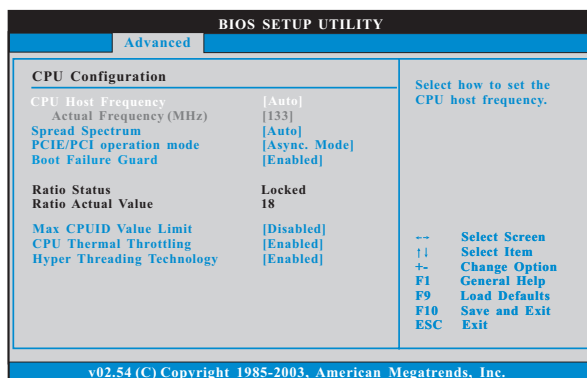 BIOS SETUP UTILITY
Advanced
CPU Configuration
CPU Host Frequency [Auto]
Actual Frequency (MHz) [133]
Spread Spectrum [Auto]
PCIE/PCI operation mode [Async. Mode]
Boot Failure Guard [Enabled]
Ratio Status Locked
Ratio Actual Value 18
Max CPUID Value Limit [Disabled]
CPU Thermal Throttling [Enabled]
Hyper Threading Technology [Enabled]
Select how to set the
CPU host frequency.
←→ Select Screen
↑↓ Select Item
+- Change Option
F1 General Help
F9 Load Defaults
F10 Save and Exit
ESC Exit
v02.54 (C) Copyright 1985-2003, American Megatrends, Inc.